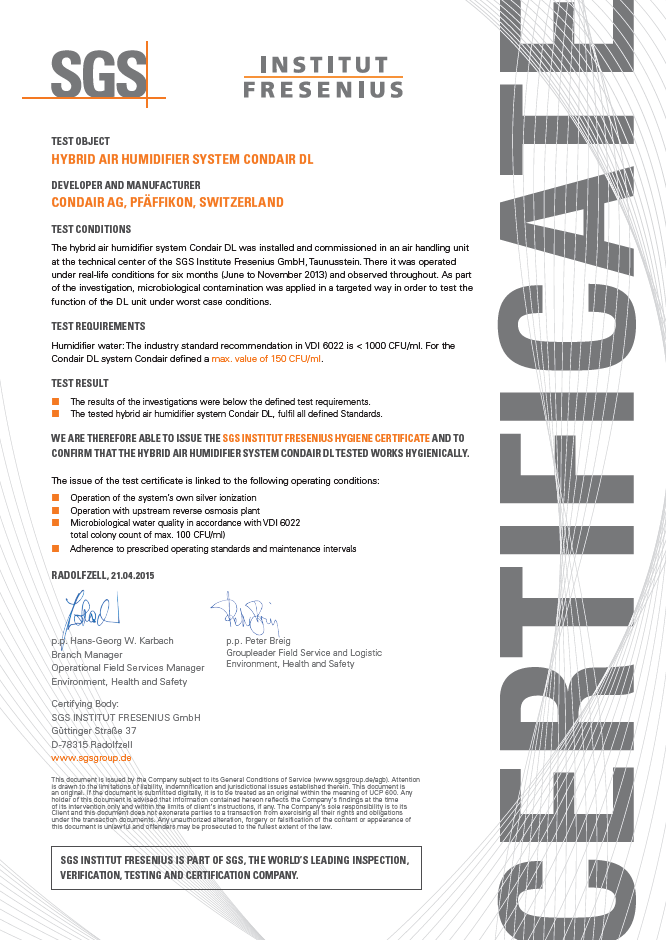 SGS
INSTITUT
FRESENIUS
CERTIFICATE
TEST OBJECT
HYBRID AIR HUMIDIFIER SYSTEM CONDAIR DL
DEVELOPER AND MANUFACTURER
CONDAIR AG, PFÄFFIKON, SWITZERLAND
TEST CONDITIONS
The hybrid air humidifier system Condair DL was installed and commissioned in an air handling unit
at the technical center of the SGS Institute Fresenius GmbH, Taunusstein. There it was operated
under real-life conditions for six months (June to November 2013) and observed throughout. As part
of the investigation, microbiological contamination was applied in a targeted way in order to test the
function of the DL unit under worst case conditions.
TEST REQUIREMENTS
Humidifier water: The industry standard recommendation in VDI 6022 is < 1000 CFU/ml. For the
Condair DL system Condair defined a max. value of 150 CFU/ml.
TEST RESULT
The results of the investigations were below the defined test requirements.
The tested hybrid air humidifier system Condair DL, fulfil all defined Standards.
WE ARE THEREFORE ABLE TO ISSUE THE SGS INSTITUT FRESENIUS HYGIENE CERTIFICATE AND TO
CONFIRM THAT THE HYBRID AIR HUMIDIFIER SYSTEM CONDAIR DL TESTED WORKS HYGIENICALLY.
The issue of the test certificate is linked to the following operating conditions:
Operation of the system's own silver ionization
Operation with upstream reverse osmosis plant
Microbiological water quality in accordance with VDI 6022
total colony count of max. 100 CFU/ml)
Adherence to prescribed operating standards and maintenance intervals
RADOLFZELL, 21.04.2015
p.p. Hans-Georg W. Karbach
Branch Manager
Operational Field Services Manager
Environment, Health and Safety
p.p. Peter Breig
Groupleader Field Service and Logistic
Environment, Health and Safety
Certifying Body:
SGS INSTITUT FRESENIUS GmbH
Güttinger Straße 37
D-78315 Radolfzell
www.sgsgroup.de
This document is issued by the Company subject to its General Conditions of Service (www.sgsgroup.de/agb). Attention
is drawn to the limitations of liability, indemnification and jurisdictional issues established therein. This document is
an original. If the document is submitted digitally, it is to be treated as an original within the meaning of UCP 600. Any
holder of this document is advised that information contained hereon reflects the Company's findings at the time
of its intervention only and within the limits of client's instructions, if any. The Company's sole responsibility is to its
Client and this document does not exonerate parties to a transaction from exercising all their rights and obligations
under the transaction documents. Any unauthorized alteration, forgery or falsification of the content or appearance of
this document is unlawful and offenders may be prosecuted to the fullest extent of the law.
SGS INSTITUT FRESENIUS IS PART OF SGS, THE WORLD'S LEADING INSPECTION,
VERIFICATION, TESTING AND CERTIFICATION COMPANY.